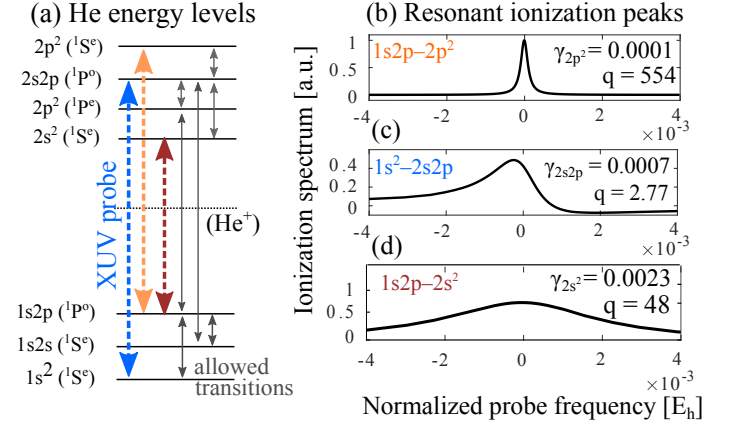 (a) He energy levels
2p² (¹Sᵉ)
2s2p (¹Pᵒ)
2p² (¹Pᵉ)
2s² (¹Sᵉ)
XUV probe
(He⁺)
1s2p (¹Pᵒ)
1s2s (¹Sᵉ)
1s² (¹Sᵉ)
allowed
transitions
(b) Resonant ionization peaks
Ionization spectrum [a.u.]
1s2p–2p²
γ2p² = 0.0001
q = 554
1
0.5
0
−4 −2 0 2 4
×10⁻³
(c)
1s²–2s2p
γ2s2p = 0.0007
q = 2.77
0.4
0.2
0
−4 −2 0 2 4
×10⁻³
(d)
1s2p–2s²
γ2s² = 0.0023
q = 48
1
0.5
0
−4 −2 0 2 4
×10⁻³
Normalized probe frequency [Eₕ]